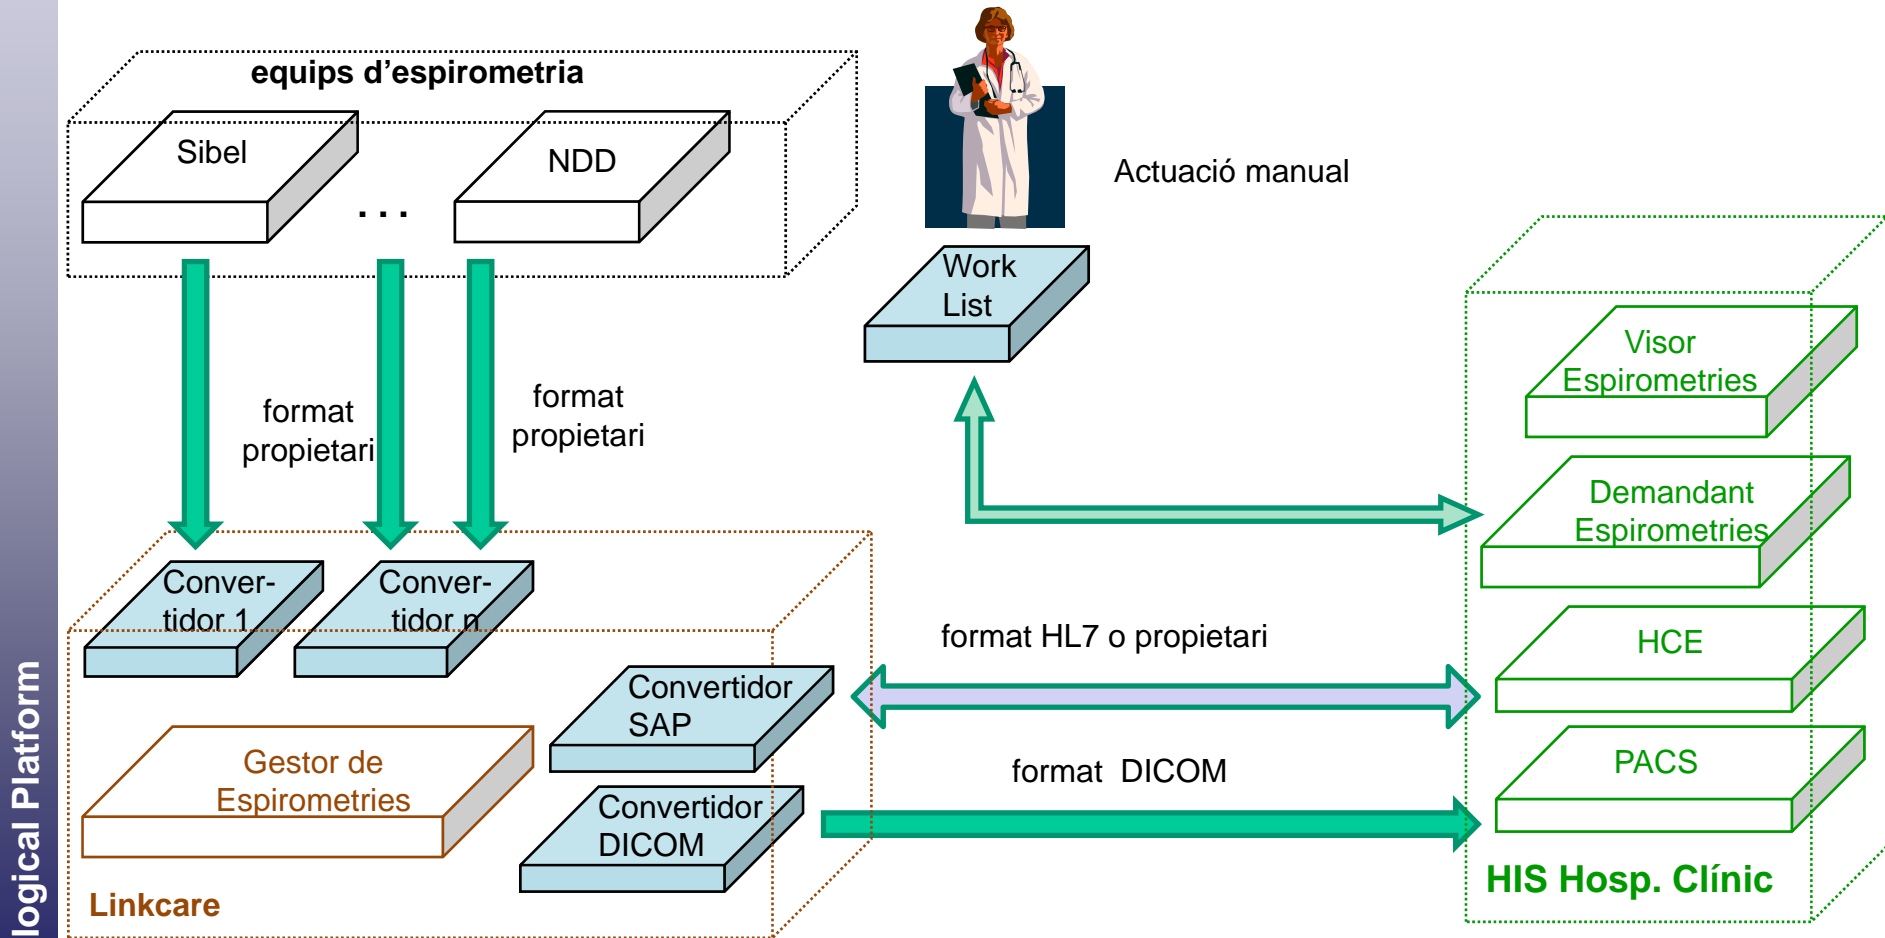 equips d'espirometria
Sibel
. . .
NDD
Actuació manual
Work
List
format
propietari
format
propietari
Visor
Espirometries
Demandant
Espirometries
HCE
PACS
HIS Hosp. Clínic
Conver-
tidor 1
Conver-
tidor n
format HL7 o propietari
Convertidor
SAP
Gestor de
Espirometries
format DICOM
Convertidor
DICOM
Linkcare
logical Platform